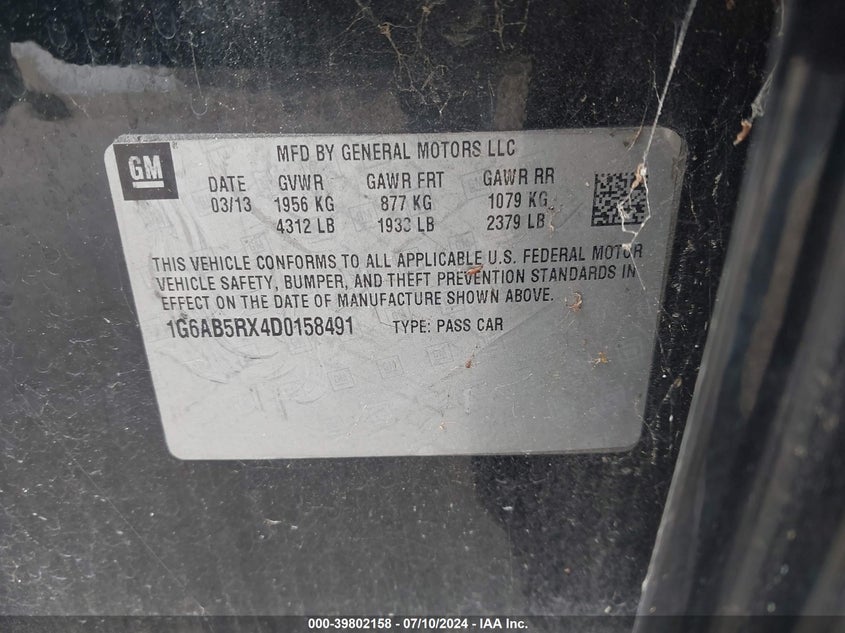 GM
MFD BY GENERAL MOTORS LLC
DATE GVWR GAWR FRT GAWR RR
03/13 1956 KG 877 KG 1079 KG
4312 LB 1933 LB 2379 LB
THIS VEHICLE CONFORMS TO ALL APPLICABLE U.S. FEDERAL MOTOR
VEHICLE SAFETY, BUMPER, AND THEFT PREVENTION STANDARDS IN
EFFECT ON THE DATE OF MANUFACTURE SHOWN ABOVE.
1G6AB5RX4D0158491 TYPE: PASS CAR
000-39802158 - 07/10/2024 - IAA Inc.